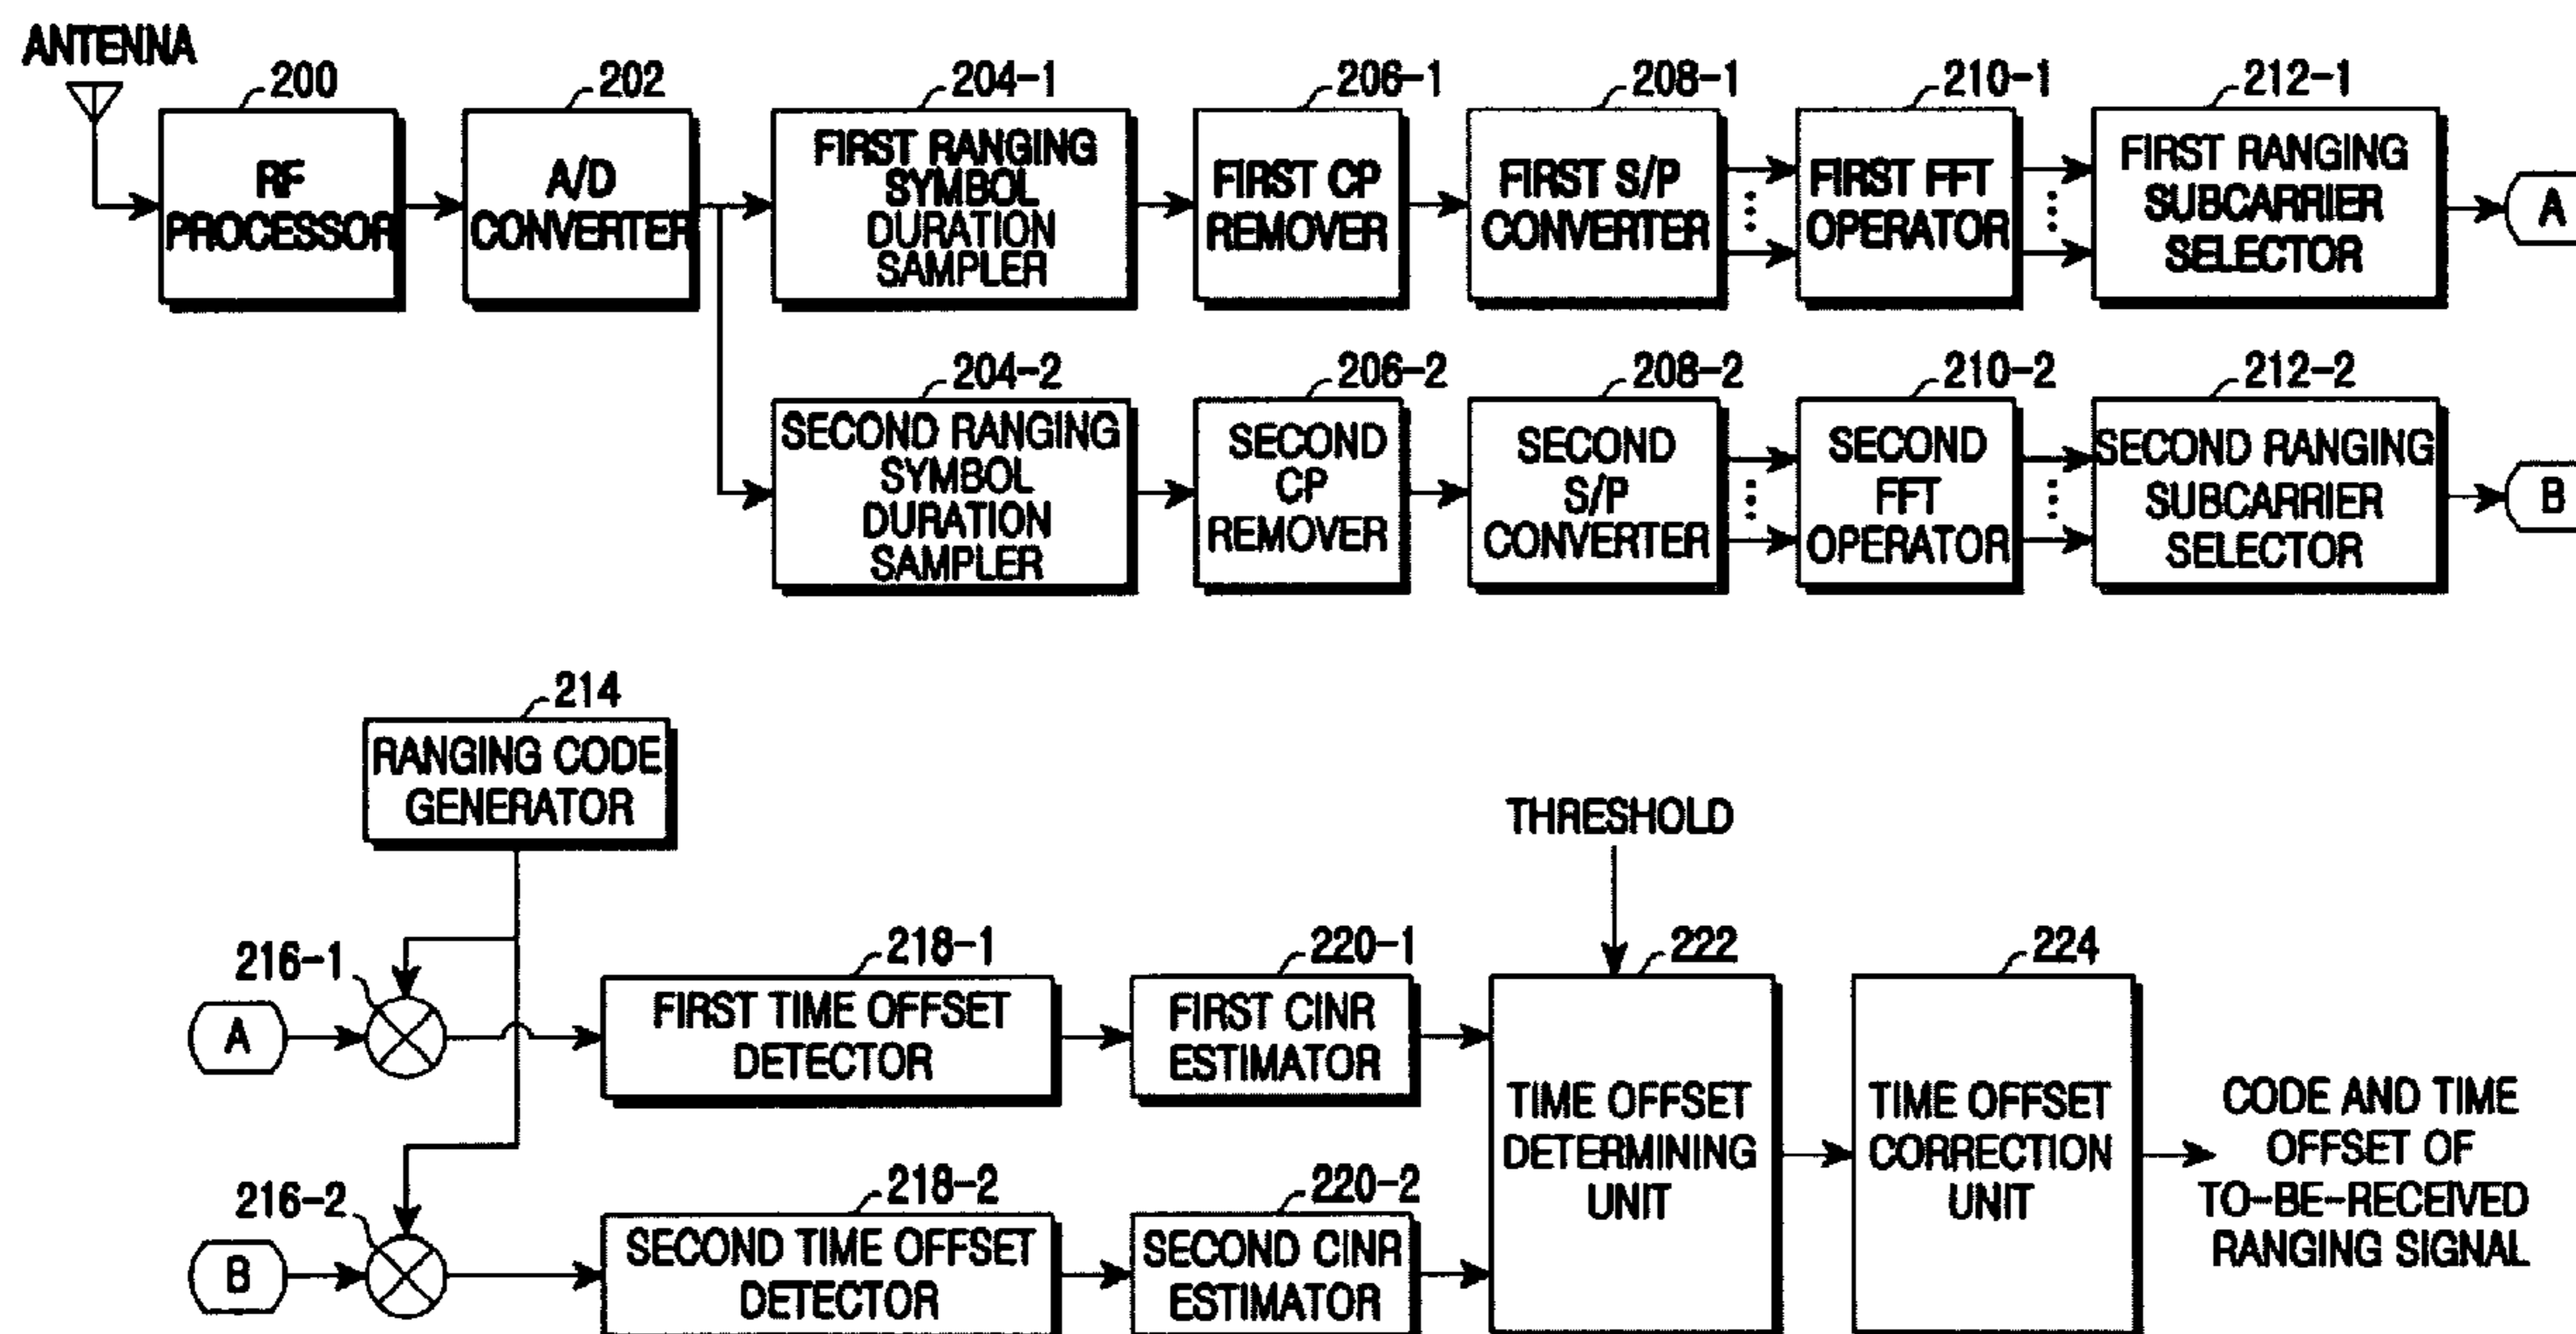 ANTENNA
200
RF
PROCESSOR
202
A/D
CONVERTER
204-1
FIRST RANGING
SYMBOL
DURATION
SAMPLER
206-1
FIRST CP
REMOVER
208-1
FIRST S/P
CONVERTER
210-1
FIRST FFT
OPERATOR
212-1
FIRST RANGING
SUBCARRIER
SELECTOR
A
204-2
SECOND RANGING
SYMBOL
DURATION
SAMPLER
206-2
SECOND
CP
REMOVER
208-2
SECOND
S/P
CONVERTER
210-2
SECOND
FFT
OPERATOR
212-2
SECOND RANGING
SUBCARRIER
SELECTOR
B
214
RANGING CODE
GENERATOR
THRESHOLD
A
216-1
218-1
FIRST TIME OFFSET
DETECTOR
220-1
FIRST CINR
ESTIMATOR
B
216-2
218-2
SECOND TIME OFFSET
DETECTOR
220-2
SECOND CINR
ESTIMATOR
222
TIME OFFSET
DETERMINING
UNIT
224
TIME OFFSET
CORRECTION
UNIT
CODE AND TIME
OFFSET OF
TO-BE-RECEIVED
RANGING SIGNAL